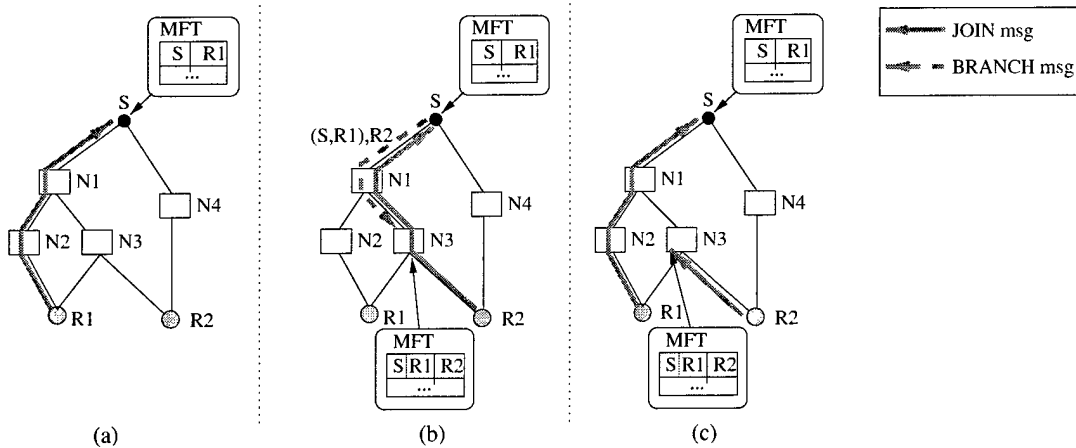 MFT
S R1
...
S
N1
N4
N2
N3
R1
R2
(a)
MFT
S R1
...
S
(S,R1),R2
N1
N4
N2
N3
R1
R2
MFT
S R1 R2
...
(b)
MFT
S R1
...
S
N1
N4
N2
N3
R1
R2
MFT
S R1 R2
...
(c)
JOIN msg
BRANCH msg